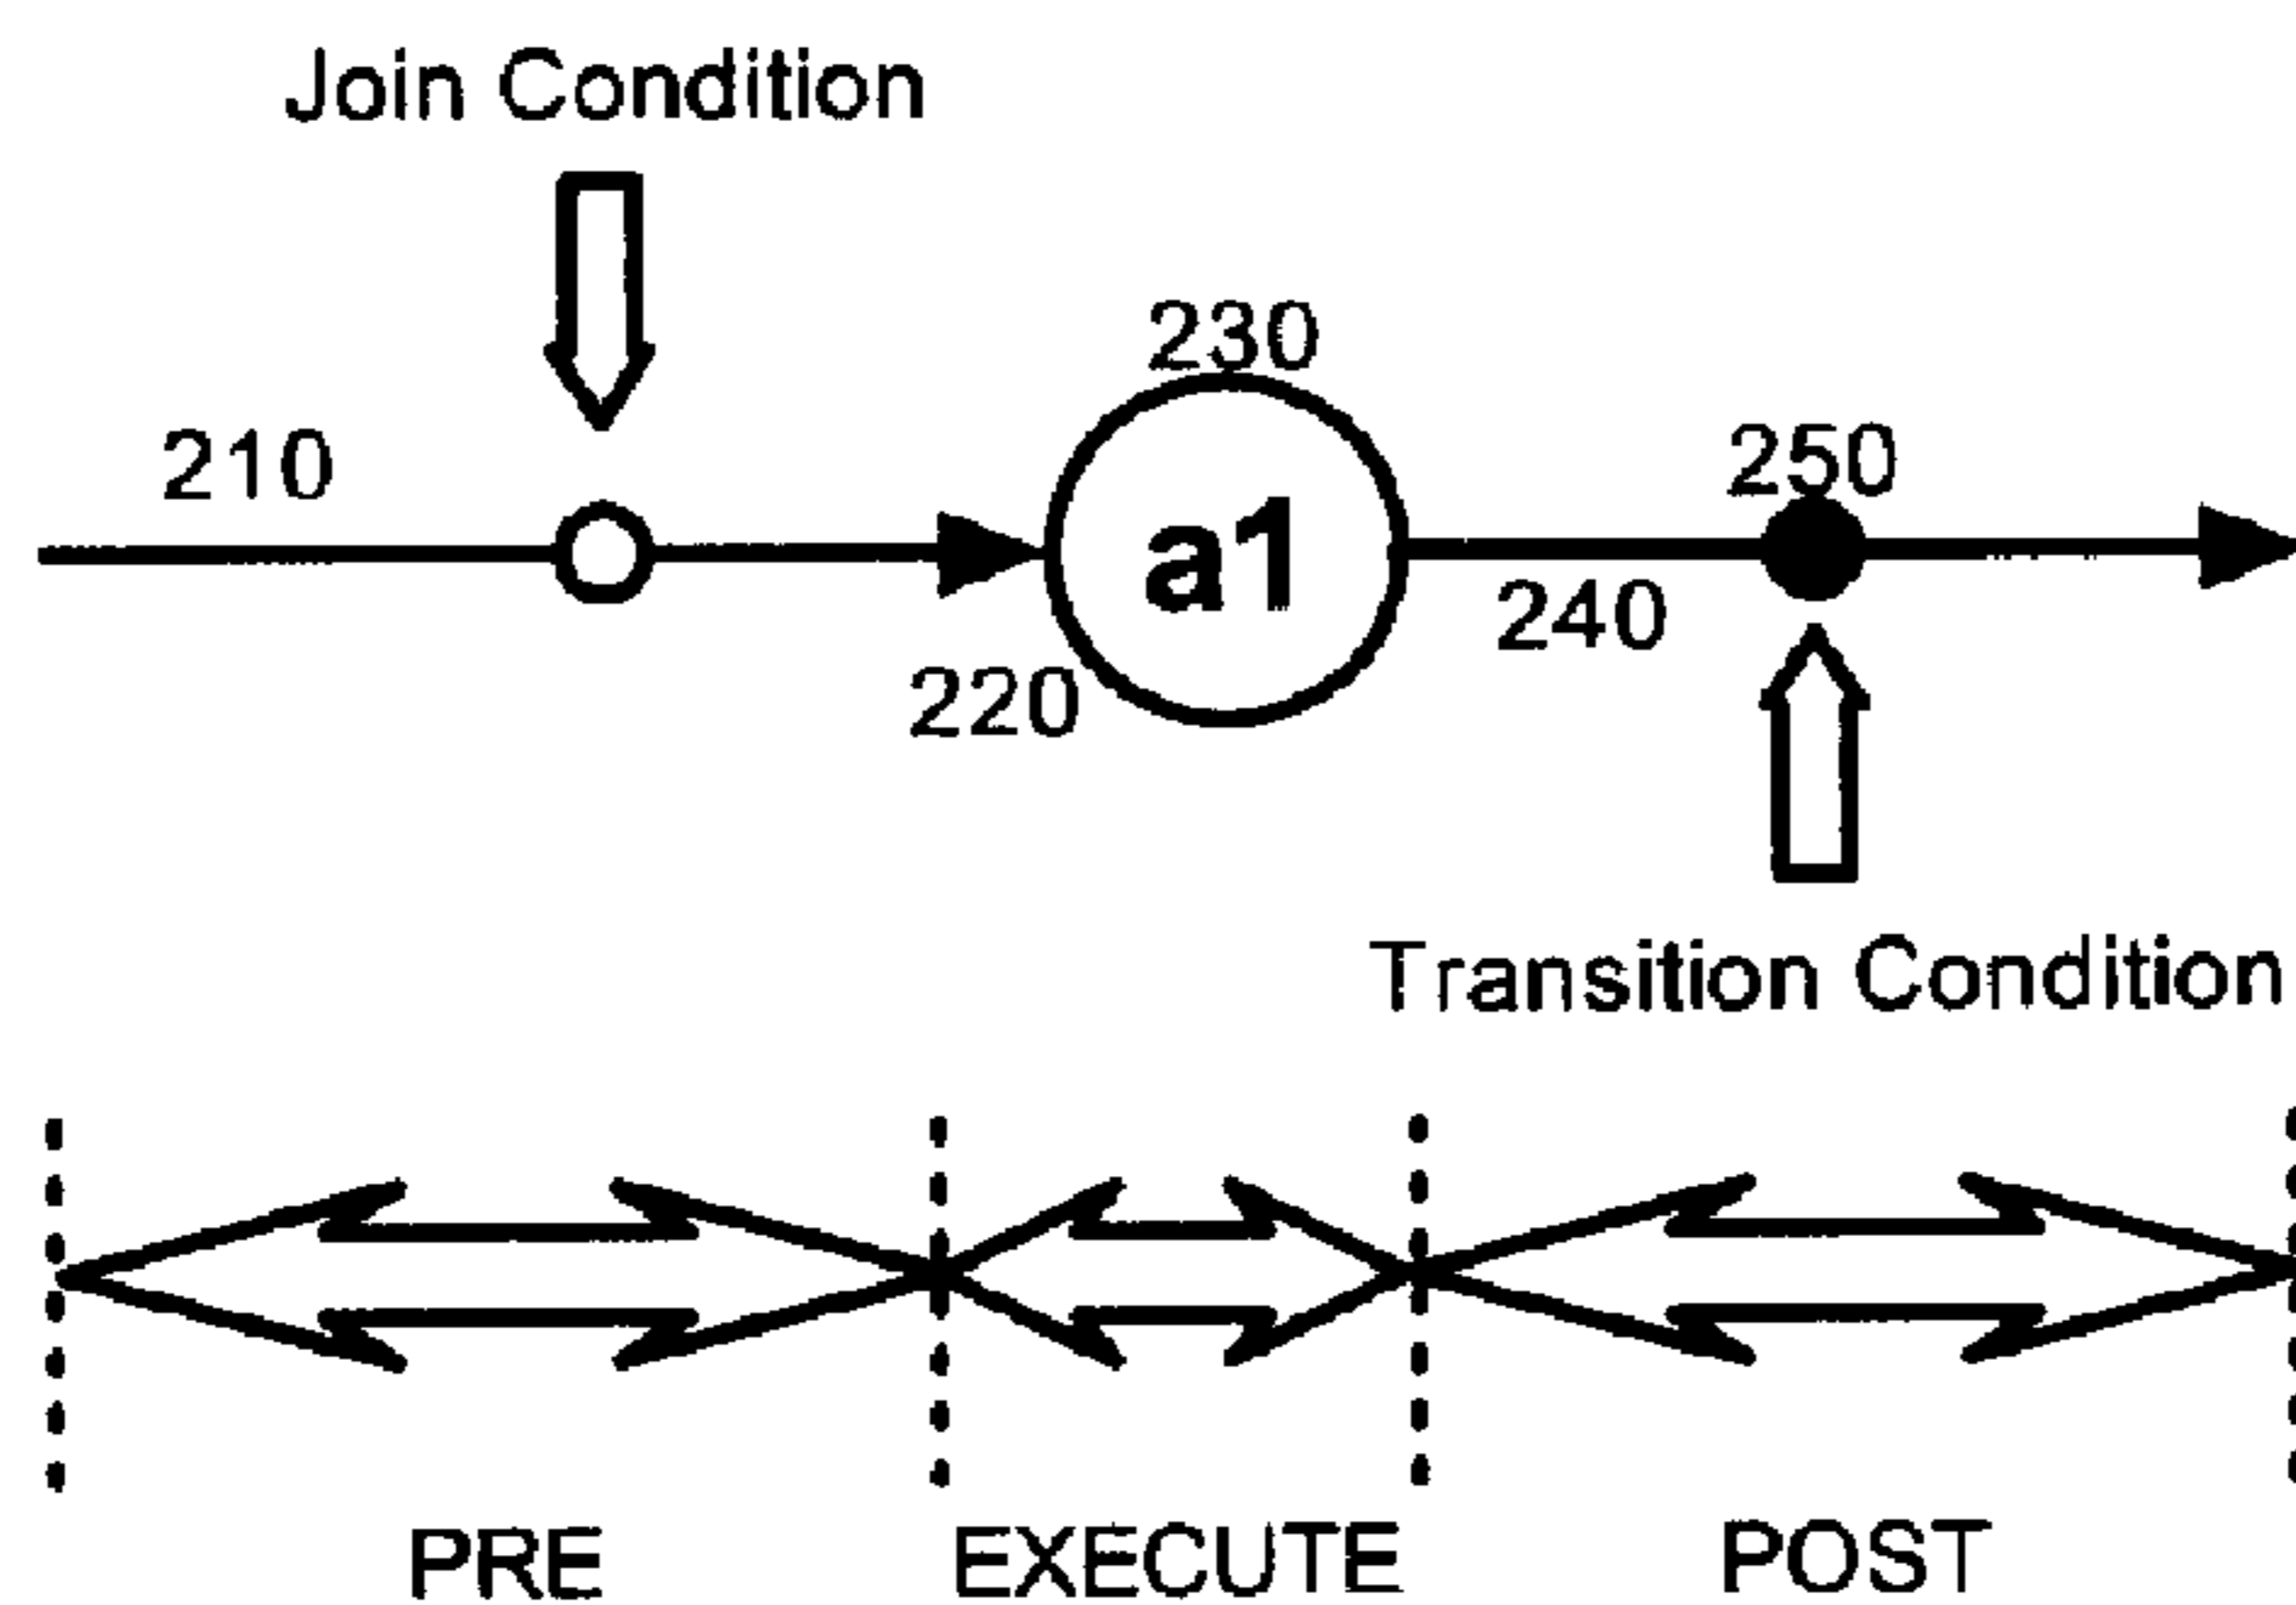 Join Condition
230
210
250
a1
240
220
Transition Condition
PRE EXECUTE POST